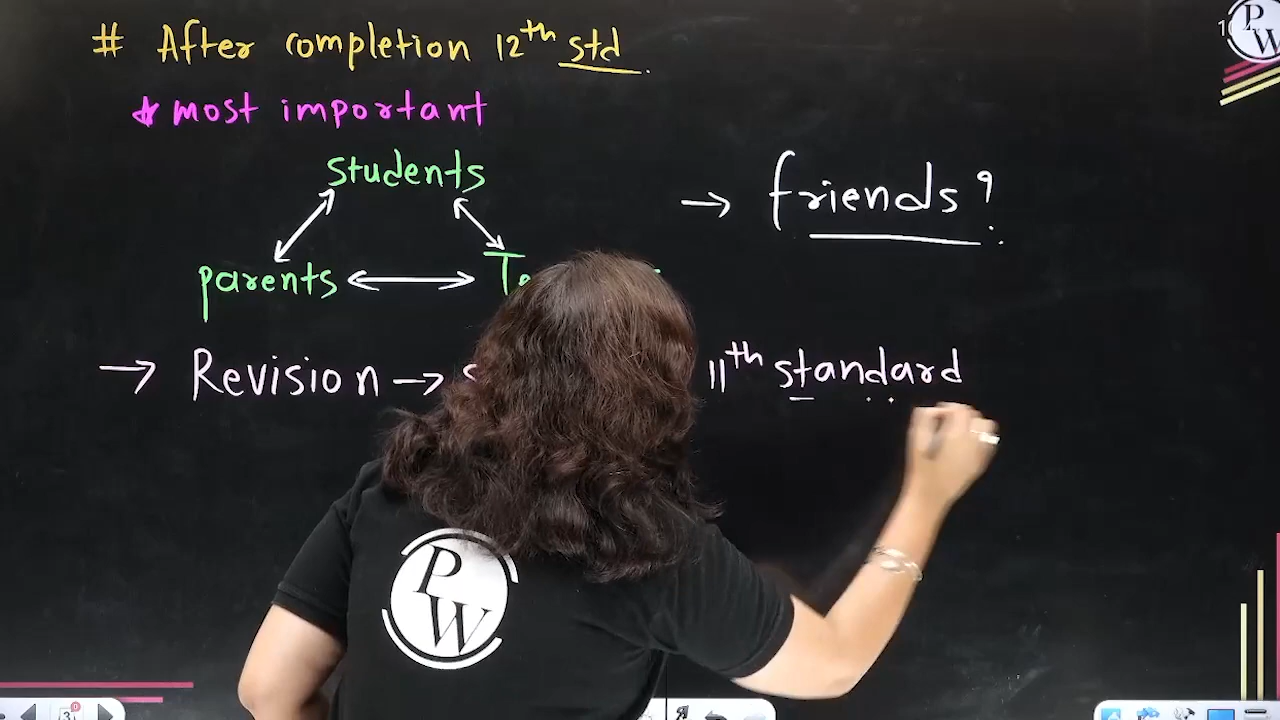 # After completion 12th std.
★ most important
students
→ friends?
parents
→ Revision → 11th standard
P
W
P
W